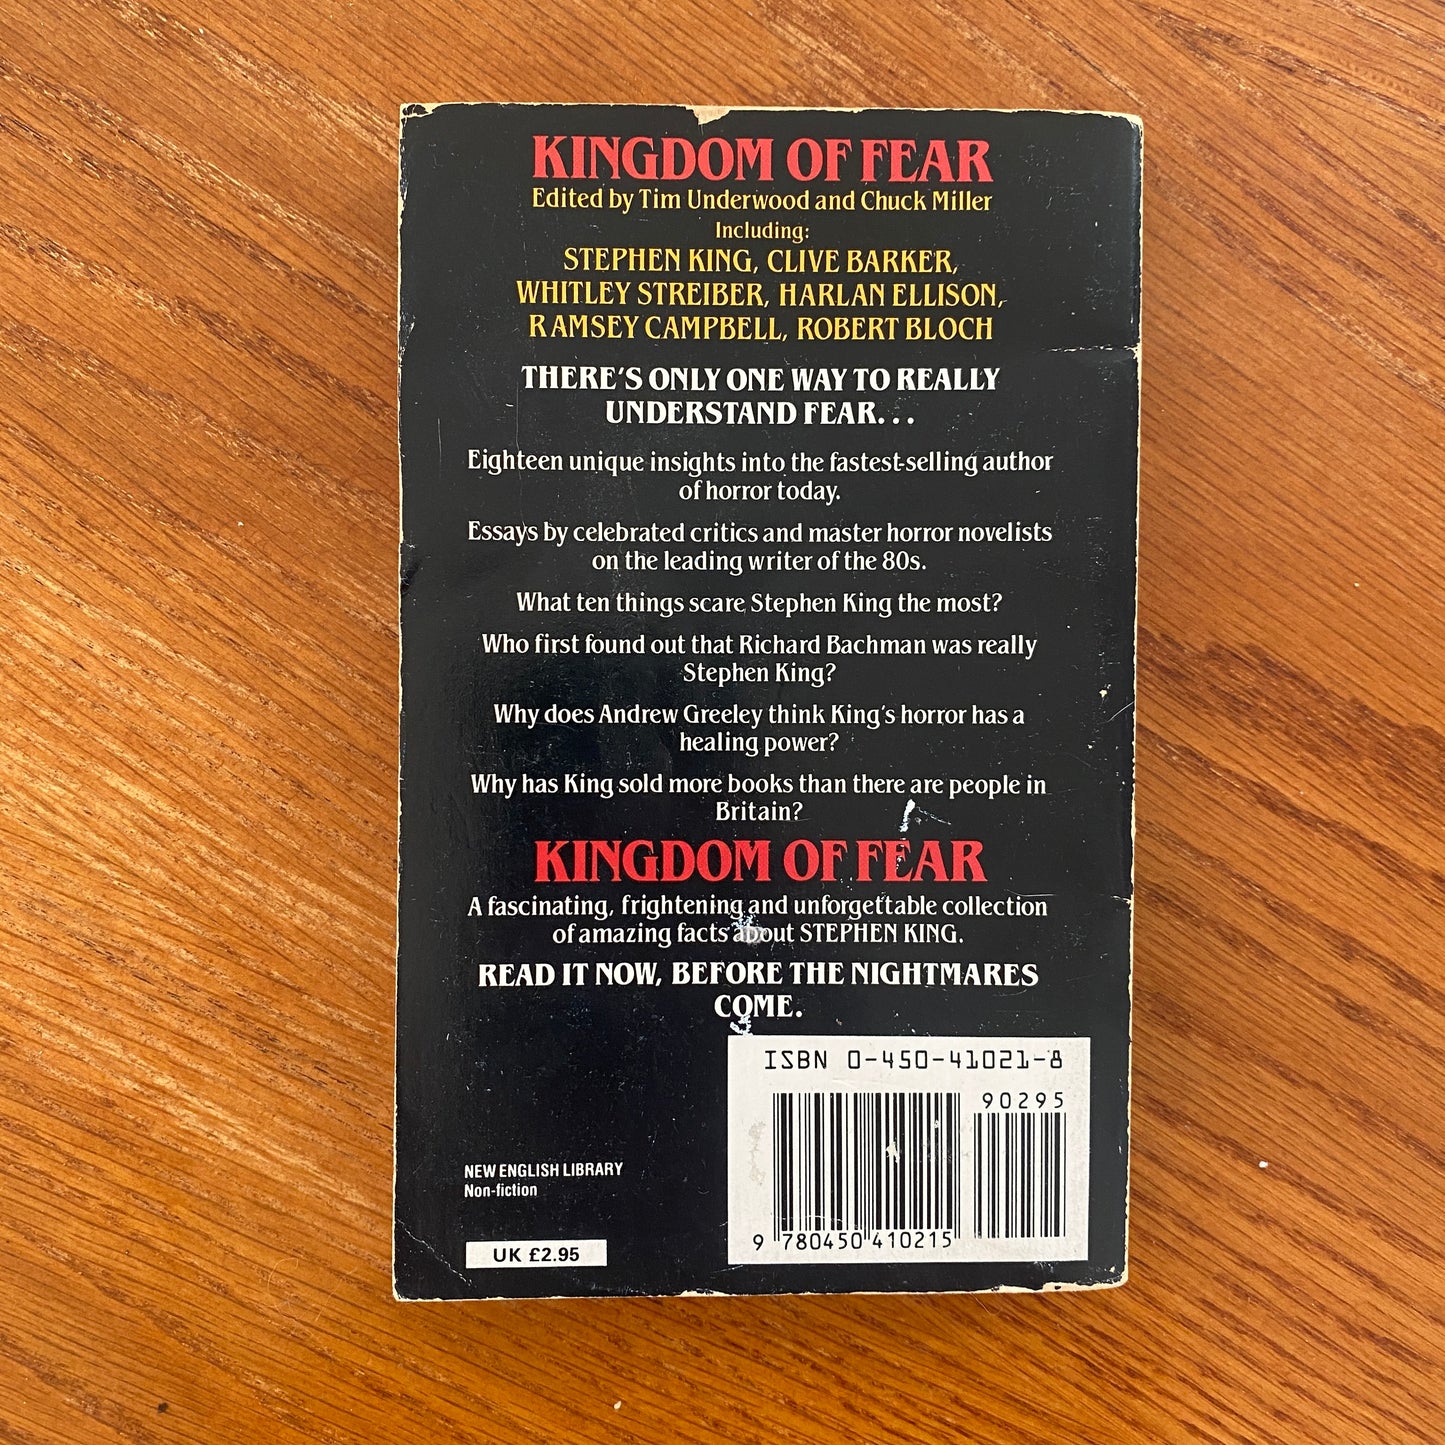 KINGDOM OF FEAR
Edited by Tim Underwood and Chuck Miller
Including:
STEPHEN KING, CLIVE BARKER,
WHITLEY STREIBER, HARLAN ELLISON,
RAMSEY CAMPBELL, ROBERT BLOCH
THERE'S ONLY ONE WAY TO REALLY
UNDERSTAND FEAR...
Eighteen unique insights into the fastest-selling author
of horror today.
Essays by celebrated critics and master horror novelists
on the leading writer of the 80s.
What ten things scare Stephen King the most?
Who first found out that Richard Bachman was really
Stephen King?
Why does Andrew Greeley think King's horror has a
healing power?
Why has King sold more books than there are people in
Britain?
KINGDOM OF FEAR
A fascinating, frightening and unforgettable collection
of amazing facts about STEPHEN KING.
READ IT NOW, BEFORE THE NIGHTMARES
COME.
ISBN 0-450-41021-8
90295
9 780450 410215
NEW ENGLISH LIBRARY
Non-fiction
UK £2.95